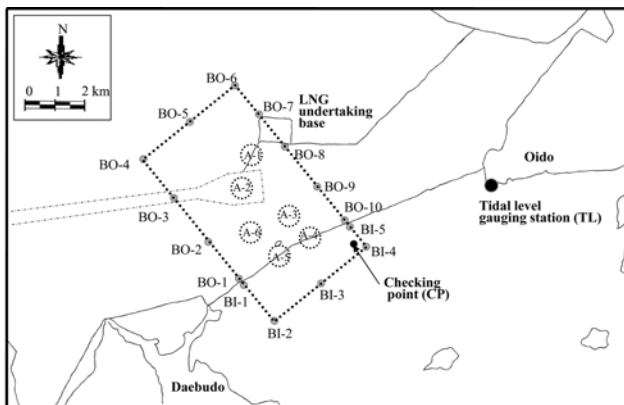 N
0 1 2 km
BO-6
BO-5
BO-7
LNG
undertaking
base
BO-4
A-1
BO-8
Oido
A-2
BO-9
BO-3
Tidal level
gauging station (TL)
A-3
BO-10
BI-5
BO-2
A-6
A-4
BI-4
A-5
BO-1
BI-1
BI-3
Checking
point (CP)
BI-2
Daebudo